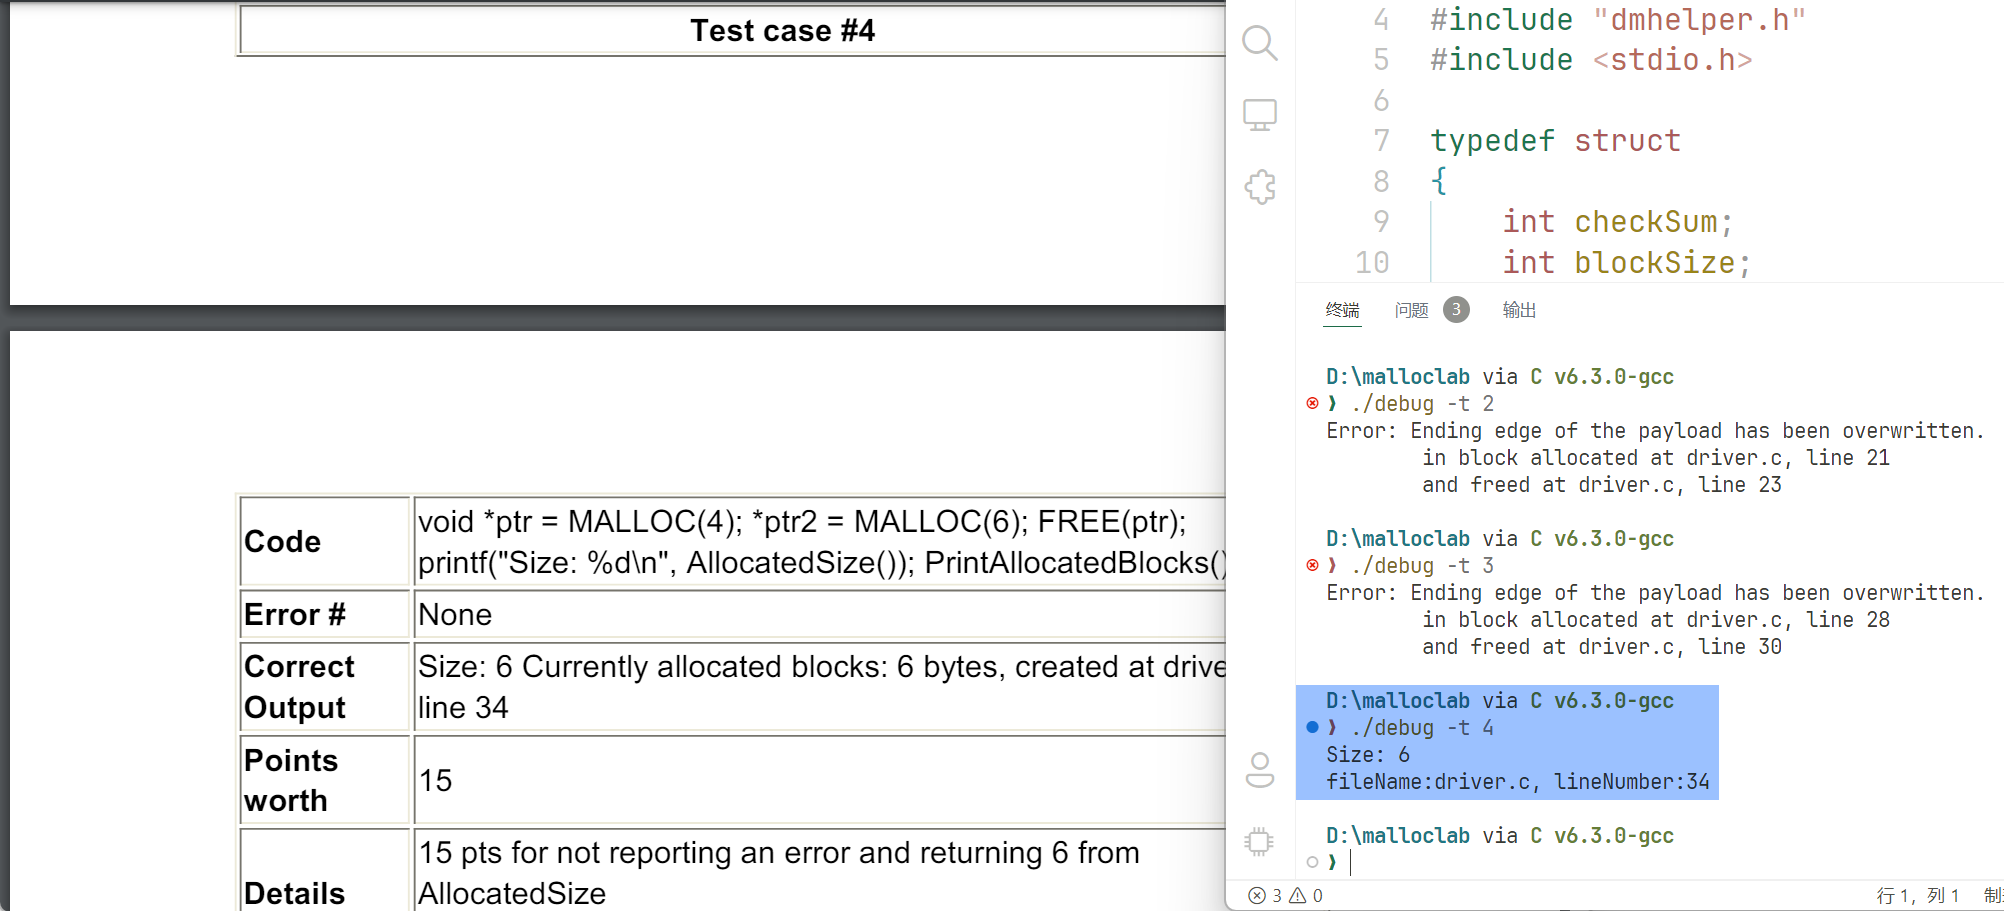 Test case #4
Code
void *ptr = MALLOC(4); *ptr2 = MALLOC(6); FREE(ptr);
printf("Size: %d\n", AllocatedSize()); PrintAllocatedBlocks()
Error #
None
Correct
Output
Size: 6 Currently allocated blocks: 6 bytes, created at drive
line 34
Points
worth
15
Details
15 pts for not reporting an error and returning 6 from
AllocatedSize
4 #include "dmhelper.h"
5 #include <stdio.h>
6
7 typedef struct
8 {
9 int checkSum;
10 int blockSize;
终端 问题 3 输出
D:\malloclab via C v6.3.0-gcc
❯ ./debug -t 2
Error: Ending edge of the payload has been overwritten.
in block allocated at driver.c, line 21
and freed at driver.c, line 23
D:\malloclab via C v6.3.0-gcc
❯ ./debug -t 3
Error: Ending edge of the payload has been overwritten.
in block allocated at driver.c, line 28
and freed at driver.c, line 30
D:\malloclab via C v6.3.0-gcc
❯ ./debug -t 4
Size: 6
fileName:driver.c, lineNumber:34
D:\malloclab via C v6.3.0-gcc
❯
3 0 行 1, 列 1 制